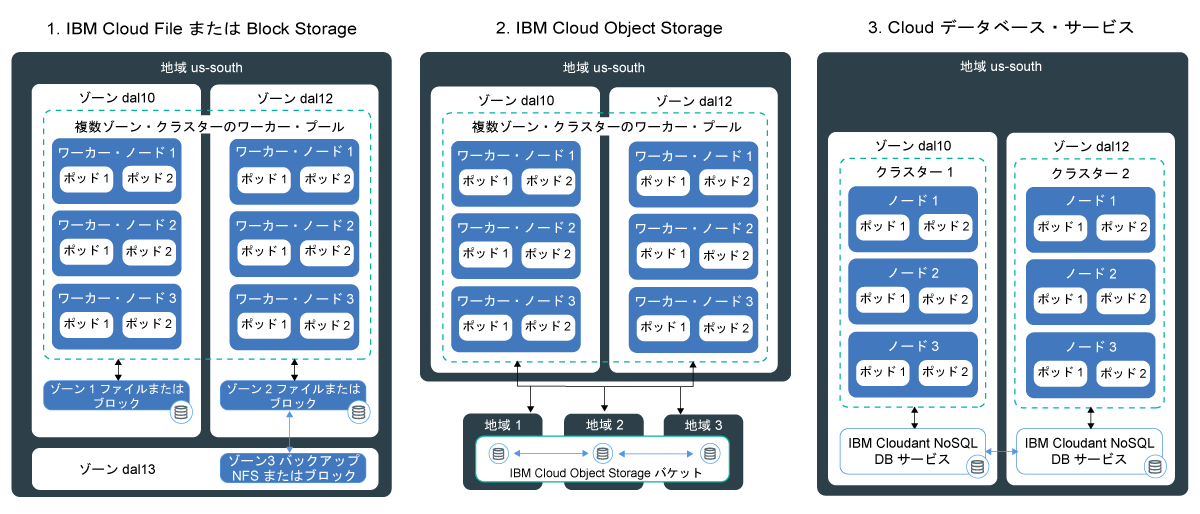 1. IBM Cloud File または Block Storage
地域 us-south
ゾーン dal10
ゾーン dal12
複数ゾーン・クラスターのワーカー・プール
ワーカー・ノード 1
ポッド 1
ポッド 2
ワーカー・ノード 1
ポッド 1
ポッド 2
ワーカー・ノード 2
ポッド 1
ポッド 2
ワーカー・ノード 2
ポッド 1
ポッド 2
ワーカー・ノード 3
ポッド 1
ポッド 2
ワーカー・ノード 3
ポッド 1
ポッド 2
ゾーン 1 ファイルまたは
ブロック
ゾーン 2 ファイルまたは
ブロック
ゾーン dal13
ゾーン3 バックアップ
NFS またはブロック
2. IBM Cloud Object Storage
地域 us-south
ゾーン dal10
ゾーン dal12
複数ゾーン・クラスターのワーカー・プール
ワーカー・ノード 1
ポッド 1
ポッド 2
ワーカー・ノード 1
ポッド 1
ポッド 2
ワーカー・ノード 2
ポッド 1
ポッド 2
ワーカー・ノード 2
ポッド 1
ポッド 2
ワーカー・ノード 3
ポッド 1
ポッド 2
ワーカー・ノード 3
ポッド 1
ポッド 2
地域 1
地域 2
地域 3
IBM Cloud Object Storage バケット
3. Cloud データベース・サービス
地域 us-south
ゾーン dal10
ゾーン dal12
クラスター 1
クラスター 2
ノード 1
ポッド 1
ポッド 2
ノード 1
ポッド 1
ポッド 2
ノード 2
ポッド 1
ポッド 2
ノード 2
ポッド 1
ポッド 2
ノード 3
ポッド 1
ポッド 2
ノード 3
ポッド 1
ポッド 2
IBM Cloudant NoSQL
DB サービス
IBM Cloudant NoSQL
DB サービス